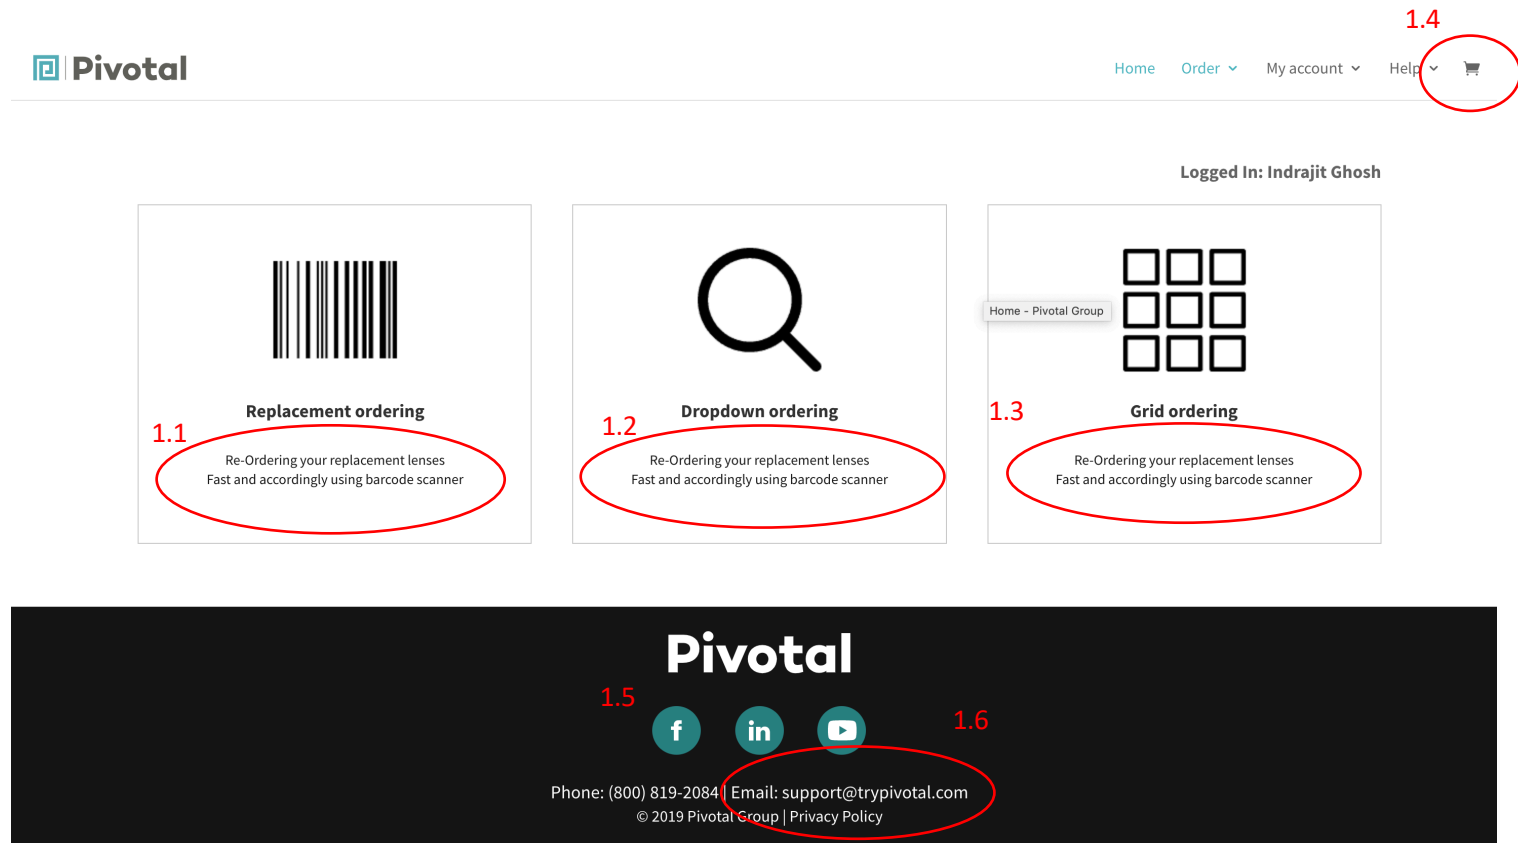 1.4
Pivotal
Home Order My account Help
Logged In: Indrajit Ghosh
Home - Pivotal Group
Replacement ordering
1.1
Re-Ordering your replacement lenses
Fast and accordingly using barcode scanner
Dropdown ordering
1.2
Re-Ordering your replacement lenses
Fast and accordingly using barcode scanner
1.3
Grid ordering
Re-Ordering your replacement lenses
Fast and accordingly using barcode scanner
Pivotal
1.5
f in
1.6
Phone: (800) 819-2084 | Email: support@trypivotal.com
© 2019 Pivotal Group | Privacy Policy